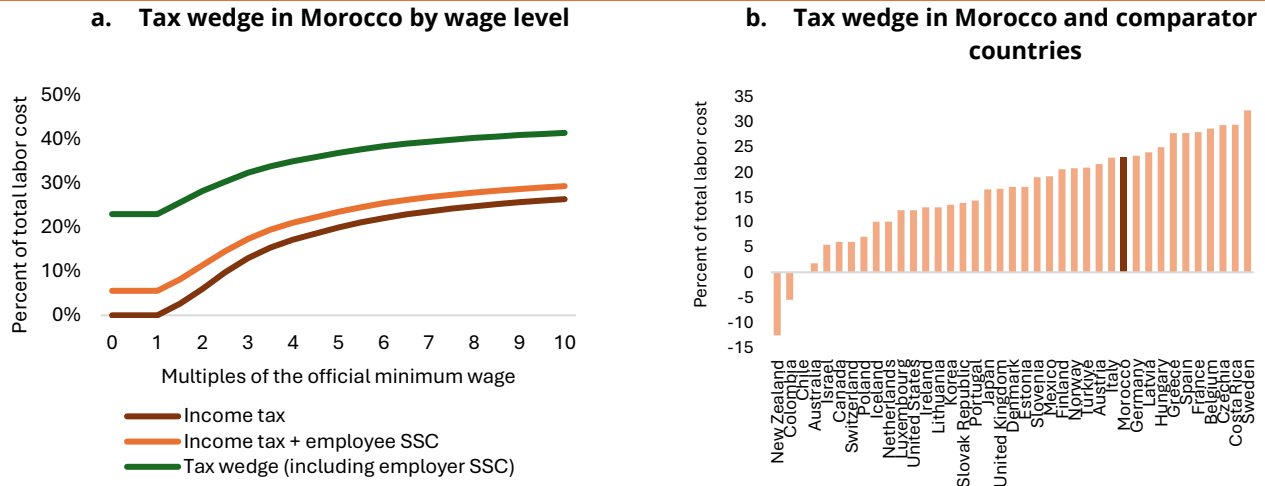 a. Tax wedge in Morocco by wage level
Percent of total labor cost
50%
40%
30%
20%
10%
0%
0 1 2 3 4 5 6 7 8 9 10
Multiples of the official minimum wage
Income tax
Income tax + employee SSC
Tax wedge (including employer SSC)
b. Tax wedge in Morocco and comparator
countries
Percent of total labor cost
35
30
25
20
15
10
5
0
-5
-10
-15
New Zealand
Colombia
Chile
Australia
Israel
Canada
Switzerland
Poland
Iceland
Netherlands
Luxembourg
United States
Ireland
Lithuania
Korea
Slovak Republic
Portugal
Japan
United Kingdom
Denmark
Estonia
Slovenia
Mexico
Finland
Norway
Türkiye
Austria
Italy
Morocco
Germany
Latvia
Hungary
Greece
Spain
France
Belgium
Czechia
Costa Rica
Sweden